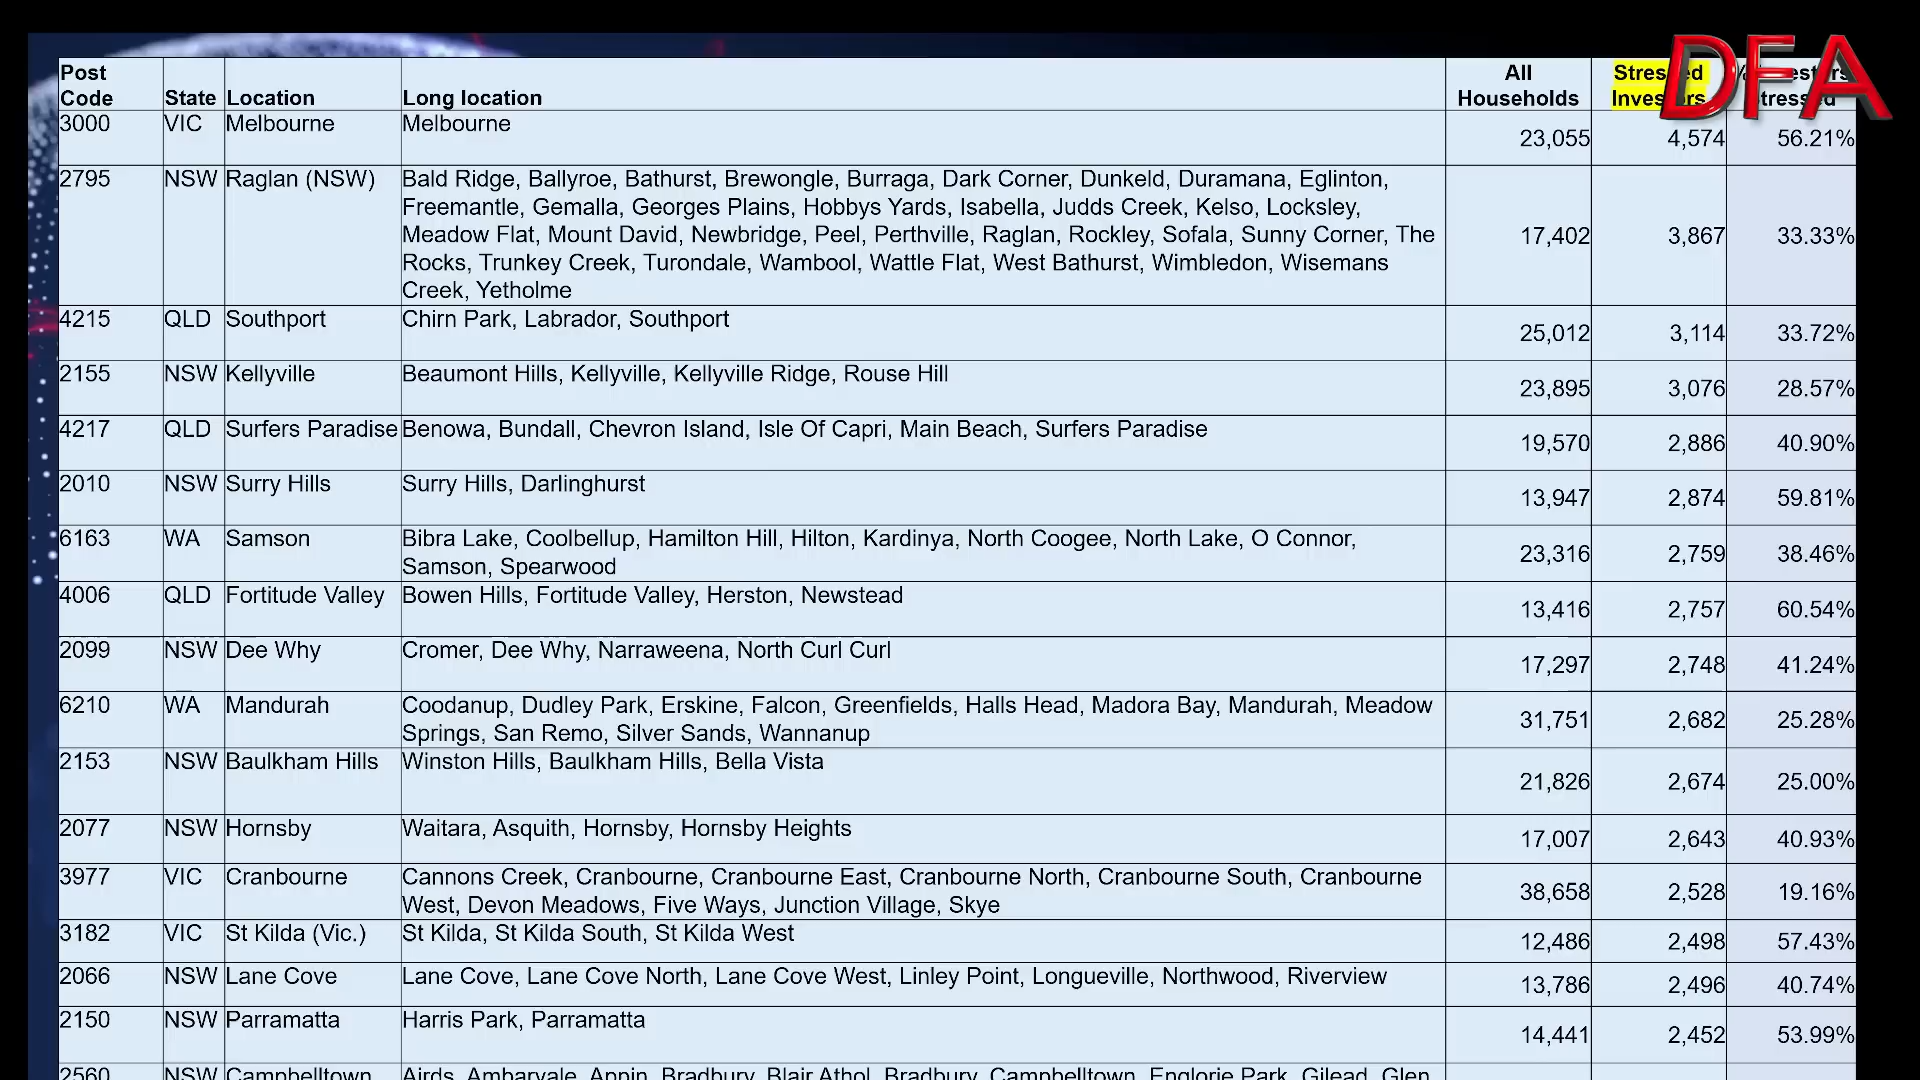 Post Code State Location Long location All Households Stressed Investors
DFA
3000 VIC Melbourne Melbourne 23,055 4,574 56.21%
2795 NSW Raglan (NSW) Bald Ridge, Ballyroe, Bathurst, Brewongle, Burraga, Dark Corner, Dunkeld, Duramana, Eglinton,
Freemantle, Gemalla, Georges Plains, Hobbys Yards, Isabella, Judds Creek, Kelso, Locksley,
Meadow Flat, Mount David, Newbridge, Peel, Perthville, Raglan, Rockley, Sofala, Sunny Corner, The
Rocks, Trunkey Creek, Turondale, Wambool, Wattle Flat, West Bathurst, Wimbledon, Wisemans
Creek, Yetholme 17,402 3,867 33.33%
4215 QLD Southport Chirn Park, Labrador, Southport 25,012 3,114 33.72%
2155 NSW Kellyville Beaumont Hills, Kellyville, Kellyville Ridge, Rouse Hill 23,895 3,076 28.57%
4217 QLD Surfers Paradise Benowa, Bundall, Chevron Island, Isle Of Capri, Main Beach, Surfers Paradise 19,570 2,886 40.90%
2010 NSW Surry Hills Surry Hills, Darlinghurst 13,947 2,874 59.81%
6163 WA Samson Bibra Lake, Coolbellup, Hamilton Hill, Hilton, Kardinya, North Coogee, North Lake, O Connor,
Samson, Spearwood 23,316 2,759 38.46%
4006 QLD Fortitude Valley Bowen Hills, Fortitude Valley, Herston, Newstead 13,416 2,757 60.54%
2099 NSW Dee Why Cromer, Dee Why, Narraweena, North Curl Curl 17,297 2,748 41.24%
6210 WA Mandurah Coodanup, Dudley Park, Erskine, Falcon, Greenfields, Halls Head, Madora Bay, Mandurah, Meadow
Springs, San Remo, Silver Sands, Wannanup 31,751 2,682 25.28%
2153 NSW Baulkham Hills Winston Hills, Baulkham Hills, Bella Vista 21,826 2,674 25.00%
2077 NSW Hornsby Waitara, Asquith, Hornsby, Hornsby Heights 17,007 2,643 40.93%
3977 VIC Cranbourne Cannons Creek, Cranbourne, Cranbourne East, Cranbourne North, Cranbourne South, Cranbourne
West, Devon Meadows, Five Ways, Junction Village, Skye 38,658 2,528 19.16%
3182 VIC St Kilda (Vic.) St Kilda, St Kilda South, St Kilda West 12,486 2,498 57.43%
2066 NSW Lane Cove Lane Cove, Lane Cove North, Lane Cove West, Linley Point, Longueville, Northwood, Riverview 13,786 2,496 40.74%
2150 NSW Parramatta Harris Park, Parramatta 14,441 2,452 53.99%
2560 NSW Campbelltown Airds, Ambarvale, Appin, Bradbury, Blair Athol, Bradbury, Campbelltown, Englorie Park, Gilead, Glen